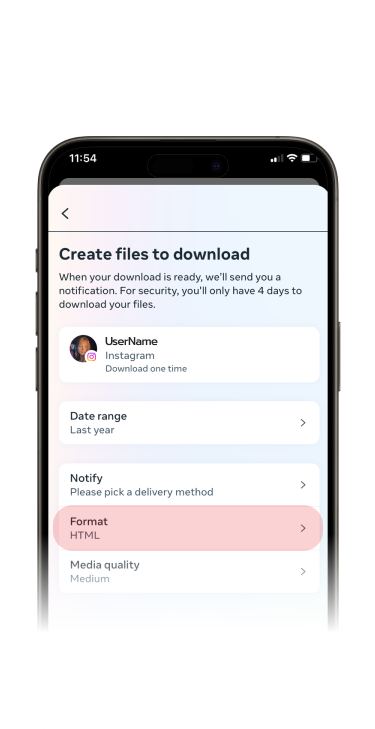 11:54
Create files to download
When your download is ready, we'll send you a
notification. For security, you'll only have 4 days to
download your files.
UserName
Instagram
Download one time
Date range
Last year
Notify
Please pick a delivery method
Format
HTML
Media quality
Medium